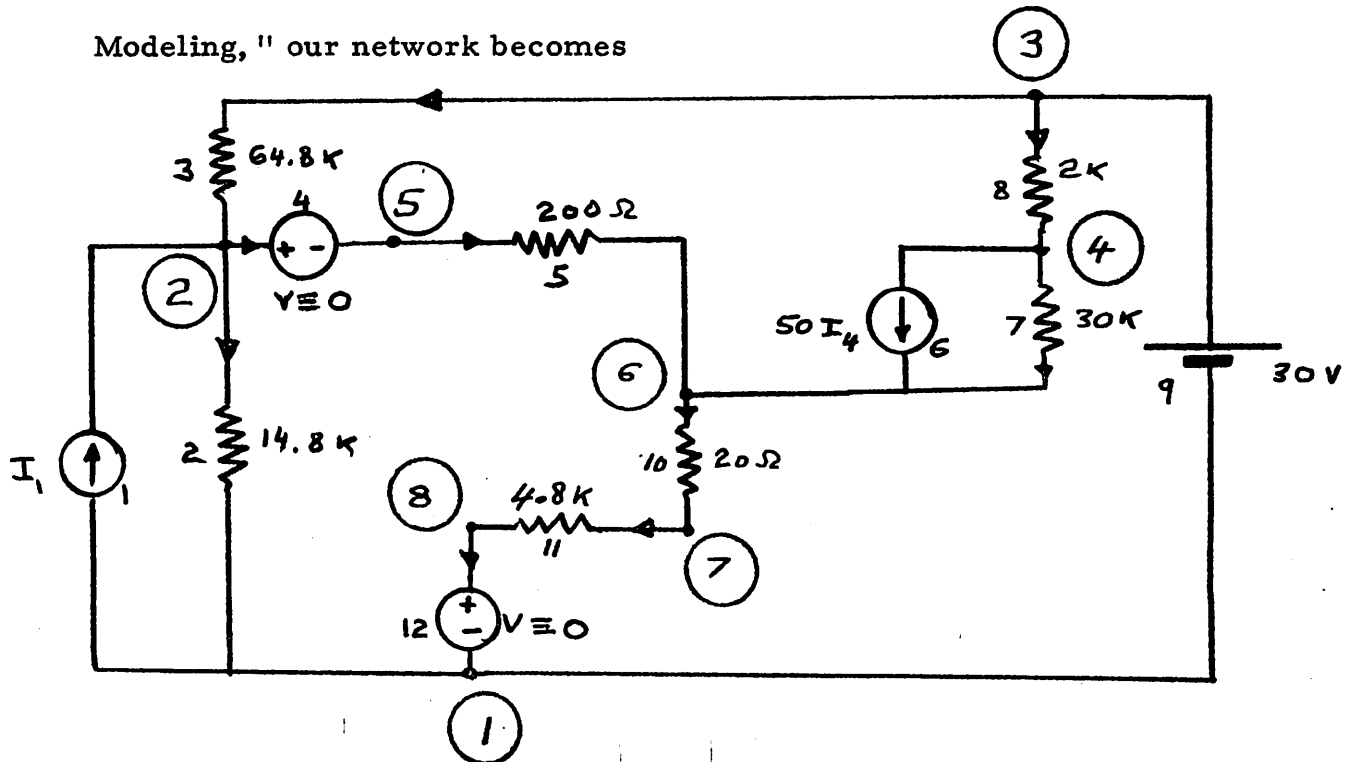 Modeling, " our network becomes
3
3 64.8K
4
5
200Ω
5
8 2K
4
2
V≡0
50 I4
6
7 30K
9
30V
6
I1
1
2 14.8K
10 20Ω
8
4.8K
11
7
12 V≡0
1